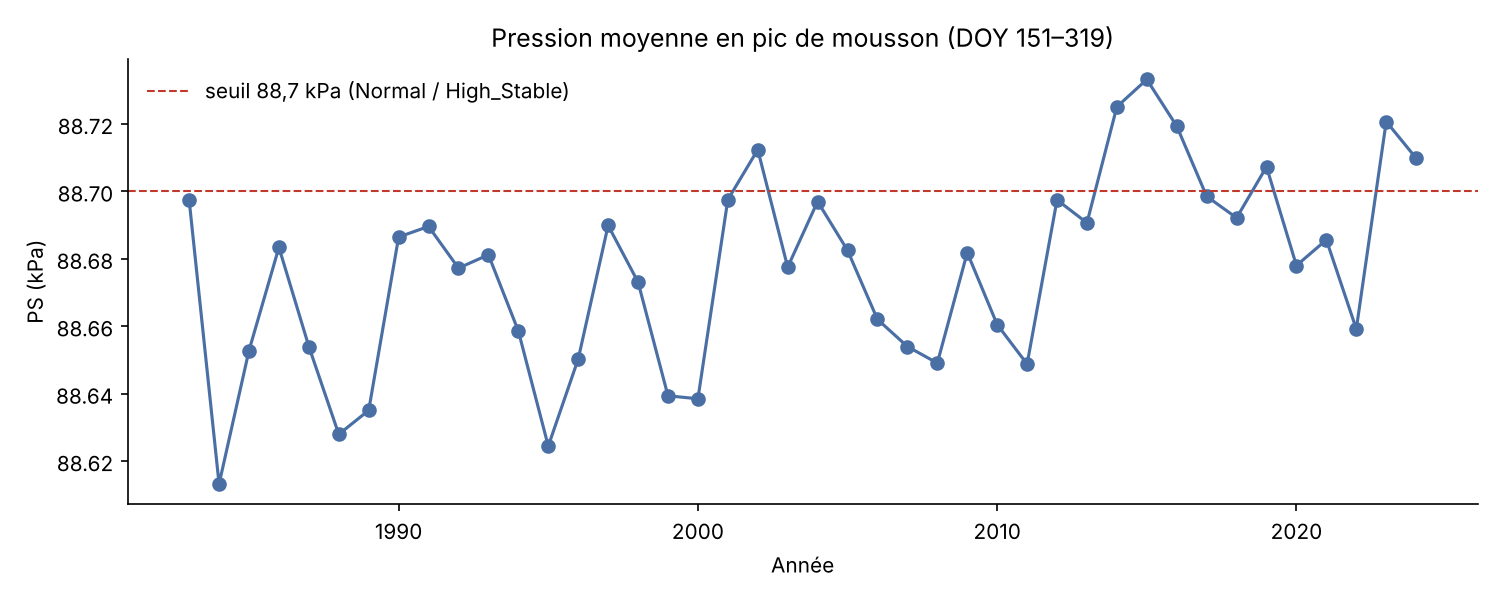 Pression moyenne en pic de mousson (DOY 151–319)
seuil 88,7 kPa (Normal / High_Stable)
88.72
88.70
88.68
88.66
88.64
88.62
PS (kPa)
1990 2000 2010 2020
Année